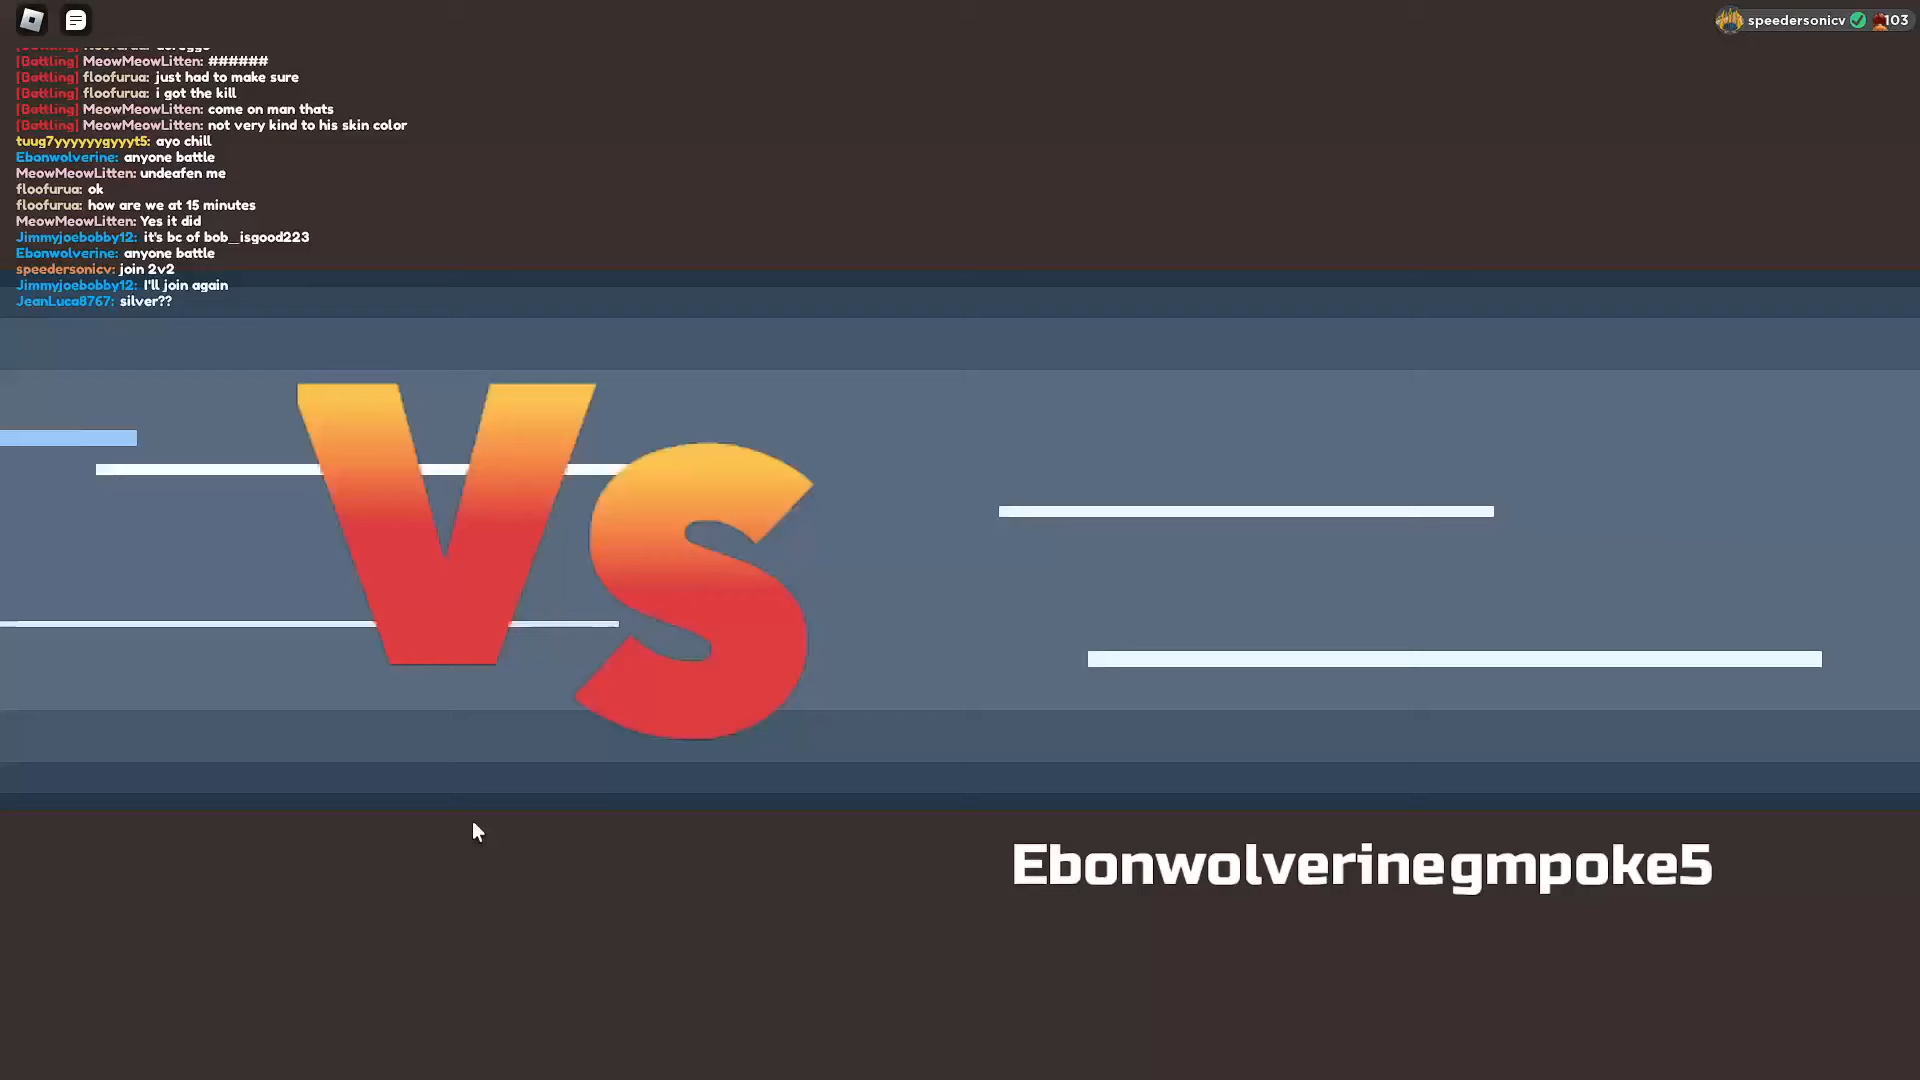 speedersonicv 103
[Battling] MeowMeowLitten: ######
[Battling] floofurua: just had to make sure
[Battling] floofurua: i got the kill
[Battling] MeowMeowLitten: come on man thats
[Battling] MeowMeowLitten: not very kind to his skin color
tuug7yyyyyygyyyt5: ayo chill
Ebonwolverine: anyone battle
MeowMeowLitten: undeafen me
floofurua: ok
floofurua: how are we at 15 minutes
MeowMeowLitten: Yes it did
Jimmyjoebobby12: it's bc of bob_isgood223
Ebonwolverine: anyone battle
speedersonicv: join 2v2
Jimmyjoebobby12: I'll join again
JeanLuca8767: silver??
Vs
Ebonwolverinegmpoke5